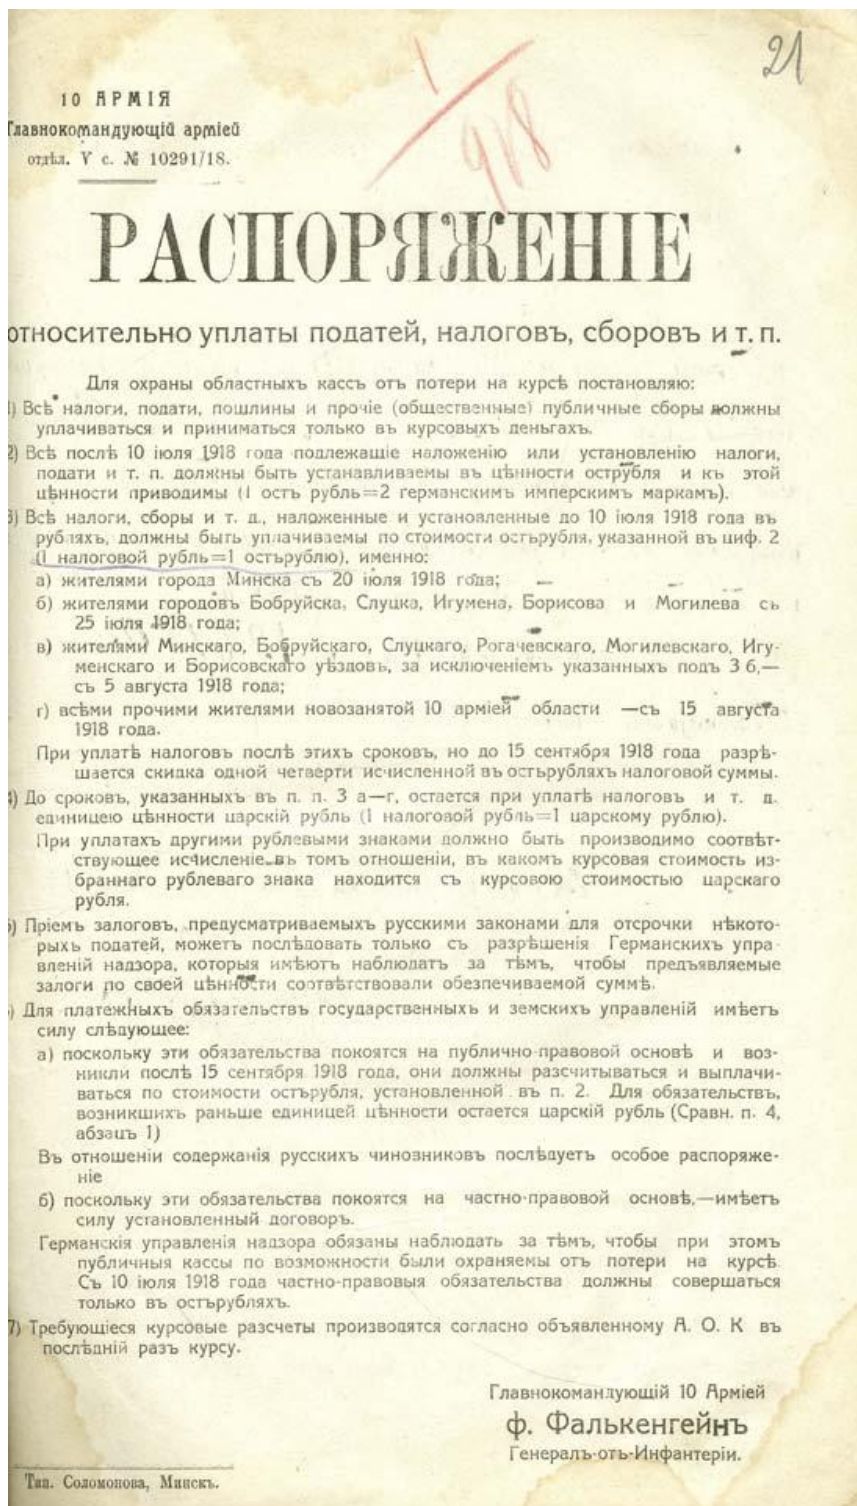 21
1
918
10 АРМІЯ
Главнокомандующій арміей
отдѣл. V с. № 10291/18.
РАСПОРЯЖЕНІЕ
относительно уплаты податей, налоговъ, сборовъ и т. п.
Для охраны областныхъ кассъ отъ потери на курсѣ постановляю:
1) Всѣ налоги, подати, пошлины и прочіе (общественные) публичные сборы должны
уплачиваться и приниматься только въ курсовыхъ деньгахъ.
2) Всѣ послѣ 10 іюля 1918 года подлежащіе наложенію или установленію налоги,
подати и т. п. должны быть устанавливаемы въ цѣнности острубля и къ этой
цѣнности приводимы (1 остъ рубль=2 германскимъ имперскимъ маркамъ).
3) Всѣ налоги, сборы и т. д., наложенные и установленные до 10 іюля 1918 года въ
рубляхъ, должны быть уплачиваемы по стоимости остърубля, указанной въ циф. 2
(1 налоговой рубль=1 остърублю), именно:
а) жителями города Минска съ 20 іюля 1918 года;
б) жителями городовъ Бобруйска, Слуцка, Игумена, Борисова и Могилева съ
25 іюля 1918 года;
в) жителями Минскаго, Бобруйскаго, Слуцкаго, Рогачевскаго, Могилевскаго, Игу-
менскаго и Борисовскаго уѣздовъ, за исключеніемъ указанныхъ подъ 3 б,—
съ 5 августа 1918 года;
г) всѣми прочими жителями новозанятой 10 арміей области —съ 15 августа
1918 года.
При уплатѣ налоговъ послѣ этихъ сроковъ, но до 15 сентября 1918 года разрѣ-
шается скидка одной четверти исчисленной въ остърубляхъ налоговой суммы.
4) До сроковъ, указанныхъ въ п. п. 3 а—г, остается при уплатѣ налоговъ и т. д.
единицею цѣнности царскій рубль (1 налоговой рубль=1 царскому рублю).
При уплатахъ другими рублевыми знаками должно быть производимо соотвѣт-
ствующее исчисленіе въ томъ отношеніи, въ какомъ курсовая стоимость из-
браннаго рублеваго знака находится съ курсовою стоимостью царскаго
рубля.
5) Пріемъ залоговъ, предусматриваемыхъ русскими законами для отсрочки нѣкото-
рыхъ податей, можетъ послѣдовать только съ разрѣшенія Германскихъ упра-
вленій надзора, которыя имѣютъ наблюдать за тѣмъ, чтобы предъявляемые
залоги по своей цѣнности соотвѣтствовали обезпечиваемой суммѣ.
6) Для платежныхъ обязательствъ государственныхъ и земскихъ управленій имѣетъ
силу слѣдующее:
а) поскольку эти обязательства покоятся на публично-правовой основѣ и воз-
никли послѣ 15 сентября 1918 года, они должны разсчитываться и выплачи-
ваться по стоимости остърубля, установленной въ п. 2. Для обязательствъ,
возникшихъ раньше единицей цѣнности остается царскій рубль (Сравн. п. 4,
абзацъ 1)
Въ отношеніи содержанія русскихъ чиновниковъ послѣдуетъ особое распоряже-
ніе
б) поскольку эти обязательства покоятся на частно-правовой основѣ,—имѣетъ
силу установленный договоръ.
Германскія управленія надзора обязаны наблюдать за тѣмъ, чтобы при этомъ
публичныя кассы по возможности были охраняемы отъ потери на курсѣ.
Съ 10 іюля 1918 года частно-правовыя обязательства должны совершаться
только въ остърубляхъ.
7) Требующіеся курсовые разсчеты производятся согласно объявленному А. О. К въ
послѣдній разъ курсу.
Главнокомандующій 10 Арміей
ф. Фалькенгейнъ
Генералъ-отъ-Инфантеріи.
Тип. Соломонова, Минскъ.